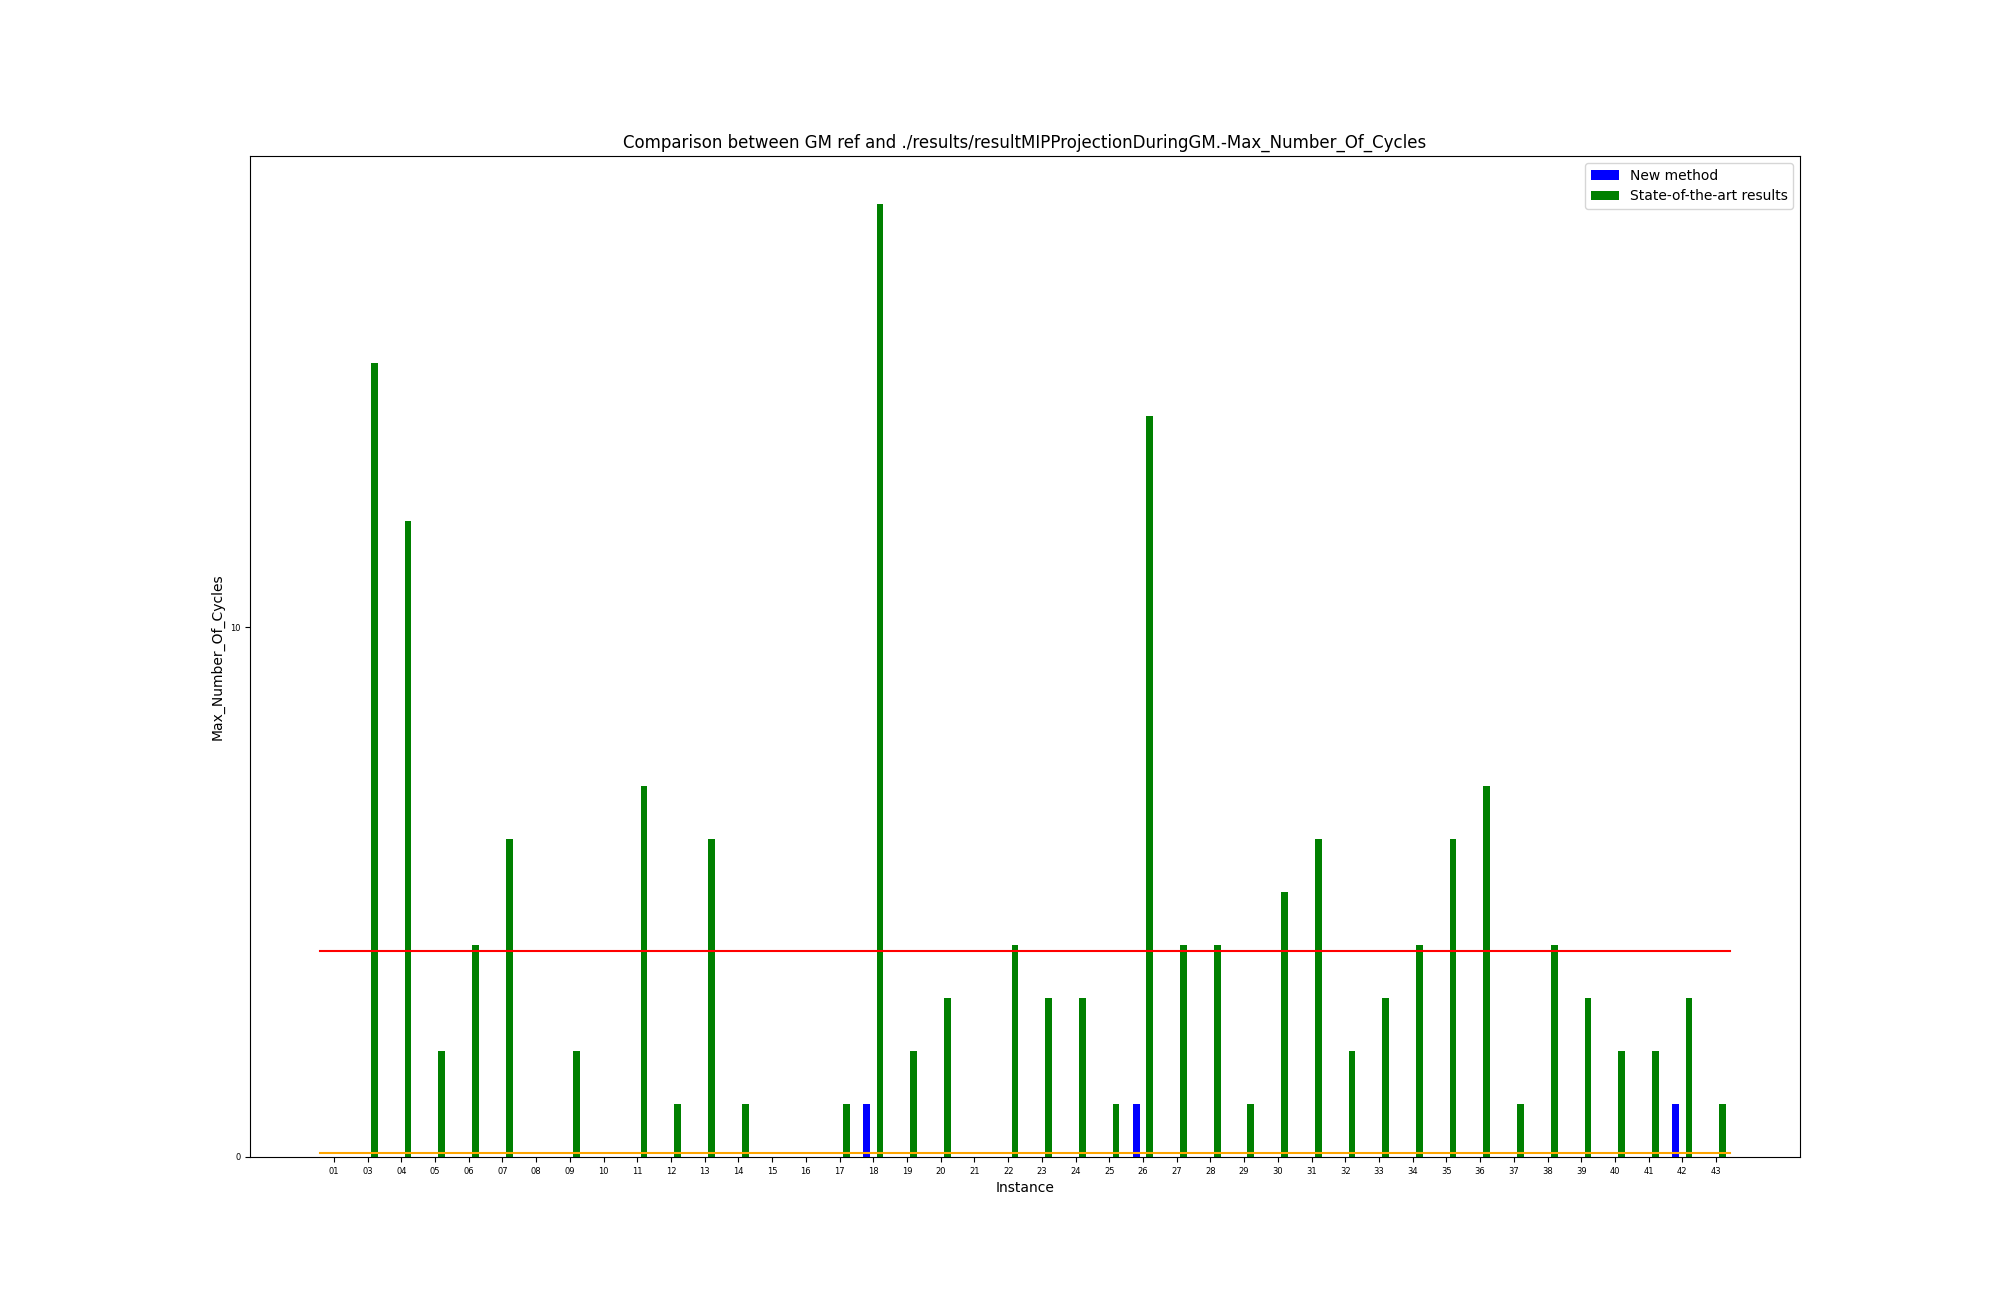 Comparison between GM ref and ./results/resultMIPProjectionDuringGM.-Max_Number_Of_Cycles
New method
State-of-the-art results
Max_Number_Of_Cycles
10
0
01 03 04 05 06 07 08 09 10 11 12 13 14 15 16 17 18 19 20 21 22 23 24 25 26 27 28 29 30 31 32 33 34 35 36 37 38 39 40 41 42 43
Instance